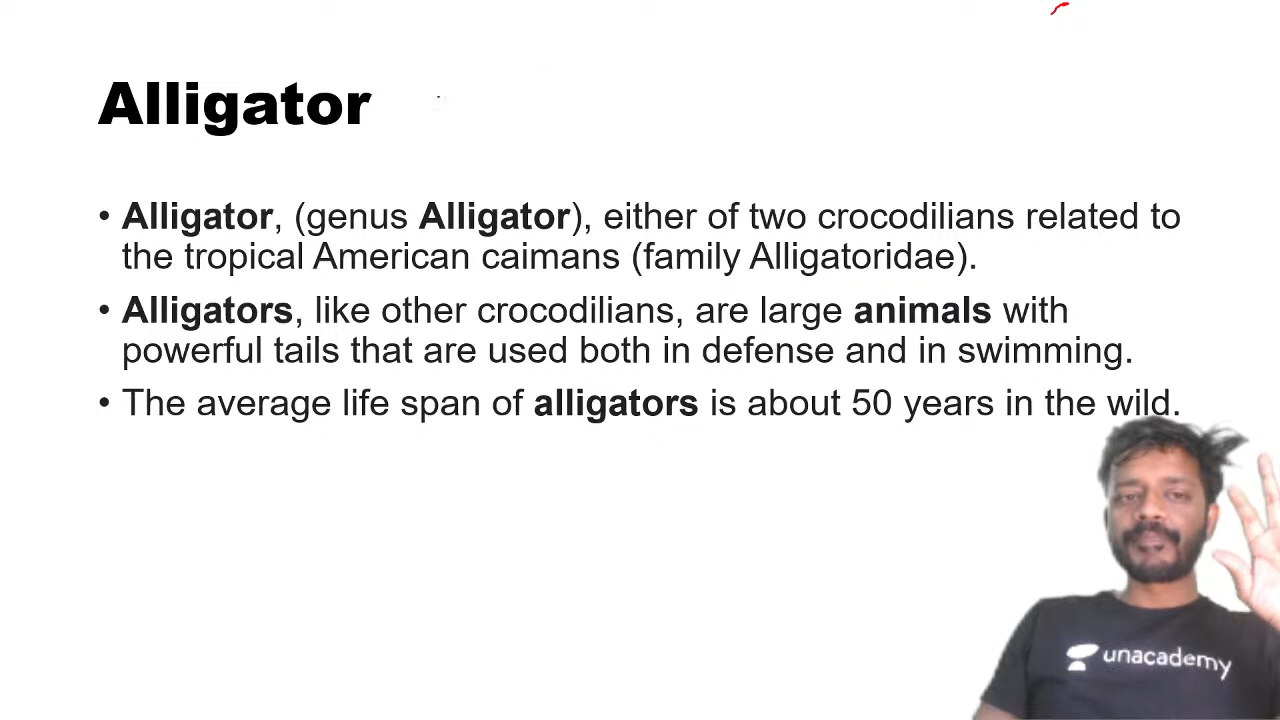 Alligator
• Alligator, (genus Alligator), either of two crocodilians related to
the tropical American caimans (family Alligatoridae).
• Alligators, like other crocodilians, are large animals with
powerful tails that are used both in defense and in swimming.
• The average life span of alligators is about 50 years in the wild.
unacademy